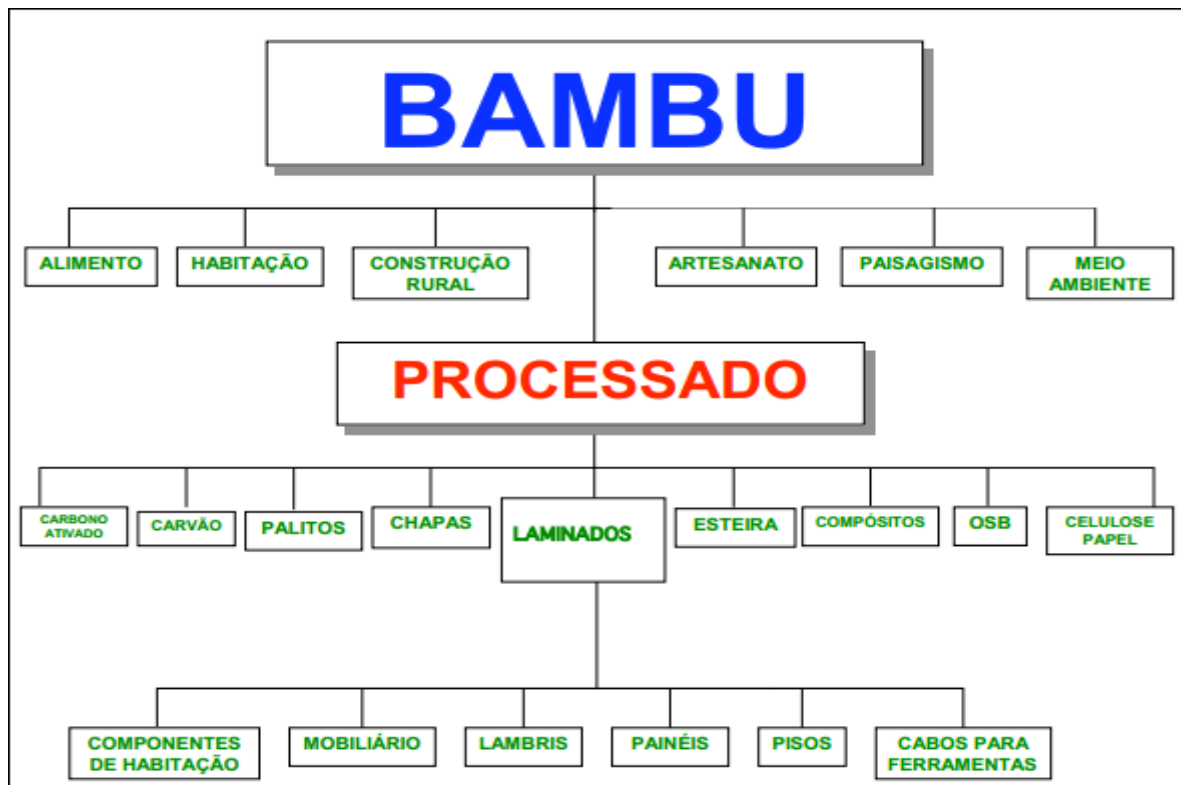 BAMBU
ALIMENTO
HABITAÇÃO
CONSTRUÇÃO
RURAL
ARTESANATO
PAISAGISMO
MEIO
AMBIENTE
PROCESSADO
CARBONO
ATIVADO
CARVÃO
PALITOS
CHAPAS
LAMINADOS
ESTEIRA
COMPÓSITOS
OSB
CELULOSE
PAPEL
COMPONENTES
DE HABITAÇÃO
MOBILIÁRIO
LAMBRIS
PAINÉIS
PISOS
CABOS PARA
FERRAMENTAS